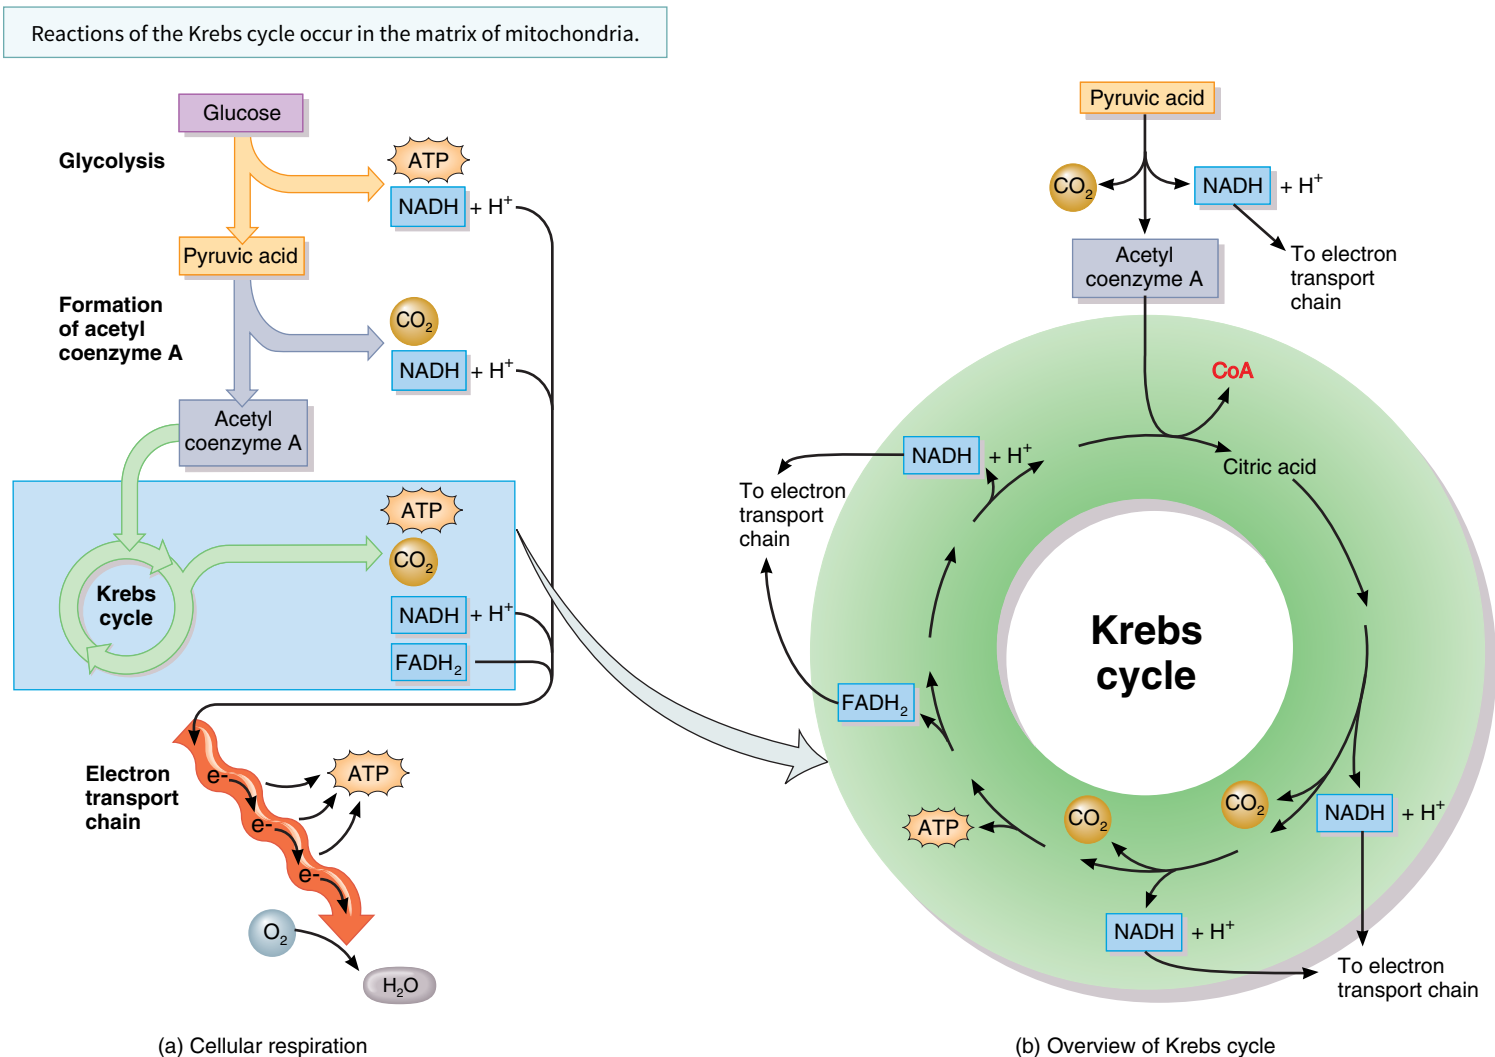 Reactions of the Krebs cycle occur in the matrix of mitochondria.
Glucose
Glycolysis
ATP
NADH + H⁺
Pyruvic acid
Formation
of acetyl
coenzyme A
CO₂
NADH + H⁺
Acetyl
coenzyme A
ATP
CO₂
Krebs
cycle
NADH + H⁺
FADH₂
Electron
transport
chain
ATP
e-
e-
e-
O₂
H₂O
(a) Cellular respiration
Pyruvic acid
CO₂
NADH + H⁺
To electron
transport
chain
Acetyl
coenzyme A
CoA
Citric acid
NADH + H⁺
To electron
transport
chain
Krebs
cycle
FADH₂
ATP
CO₂
CO₂
NADH + H⁺
NADH + H⁺
To electron
transport chain
(b) Overview of Krebs cycle